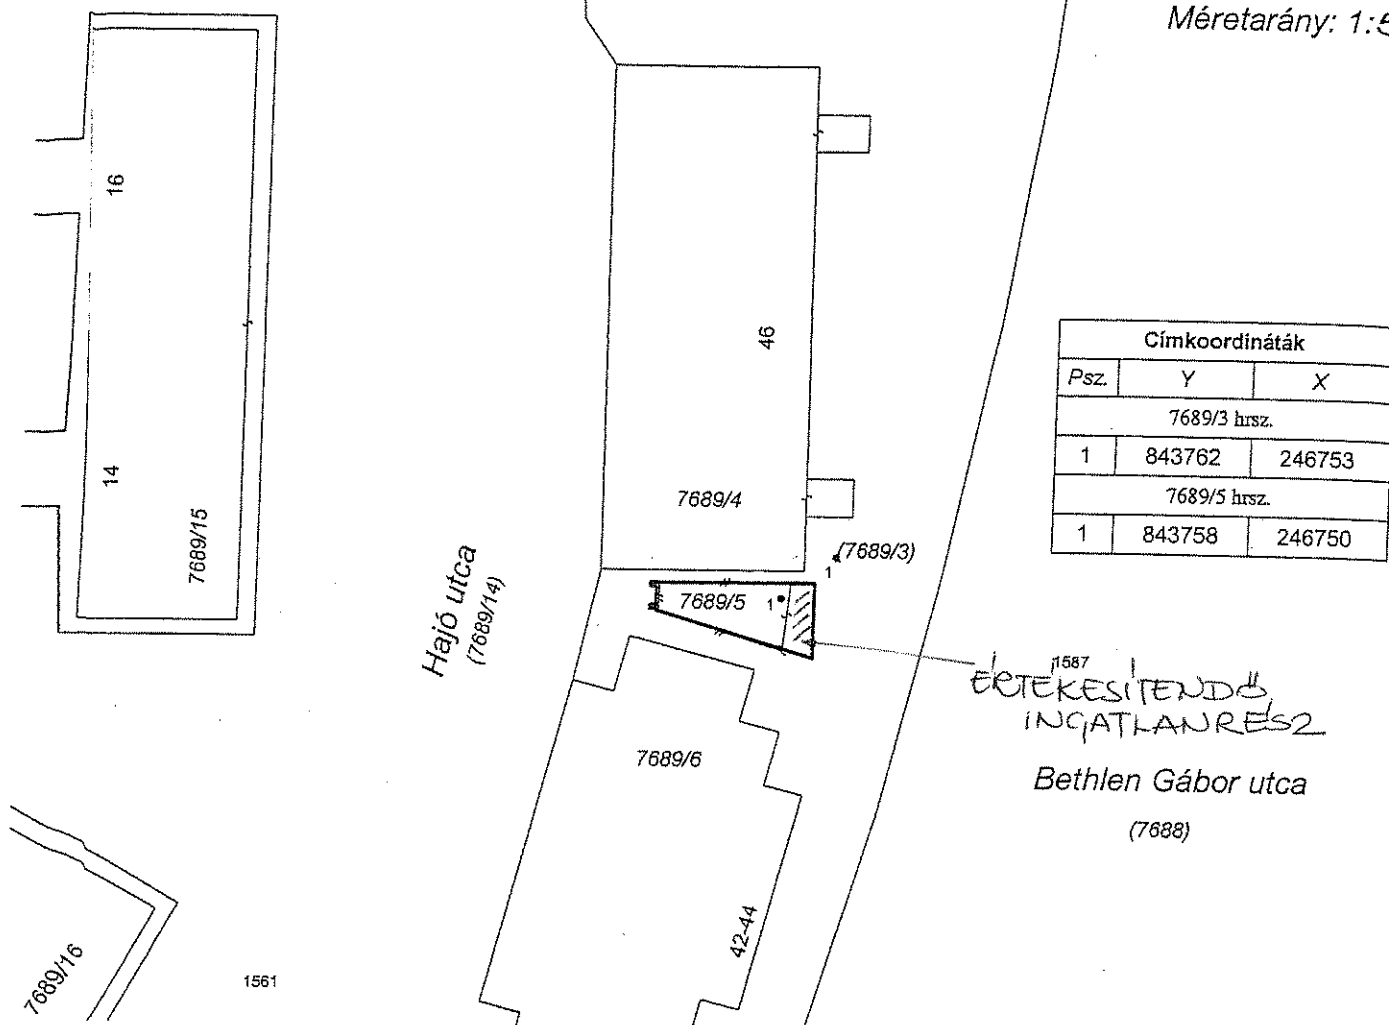 Méretarány: 1:5
16
14
7689/15
46
7689/4
Hajó utca
(7689/14)
(7689/3)
1
7689/5
1
Címkoordináták
Psz. Y X
7689/3 hrsz.
1 843762 246753
7689/5 hrsz.
1 843758 246750
1587
ÉRTÉKESÍTENDŐ
INGATLANRÉSZ
Bethlen Gábor utca
(7688)
7689/6
42-44
7689/16
1561